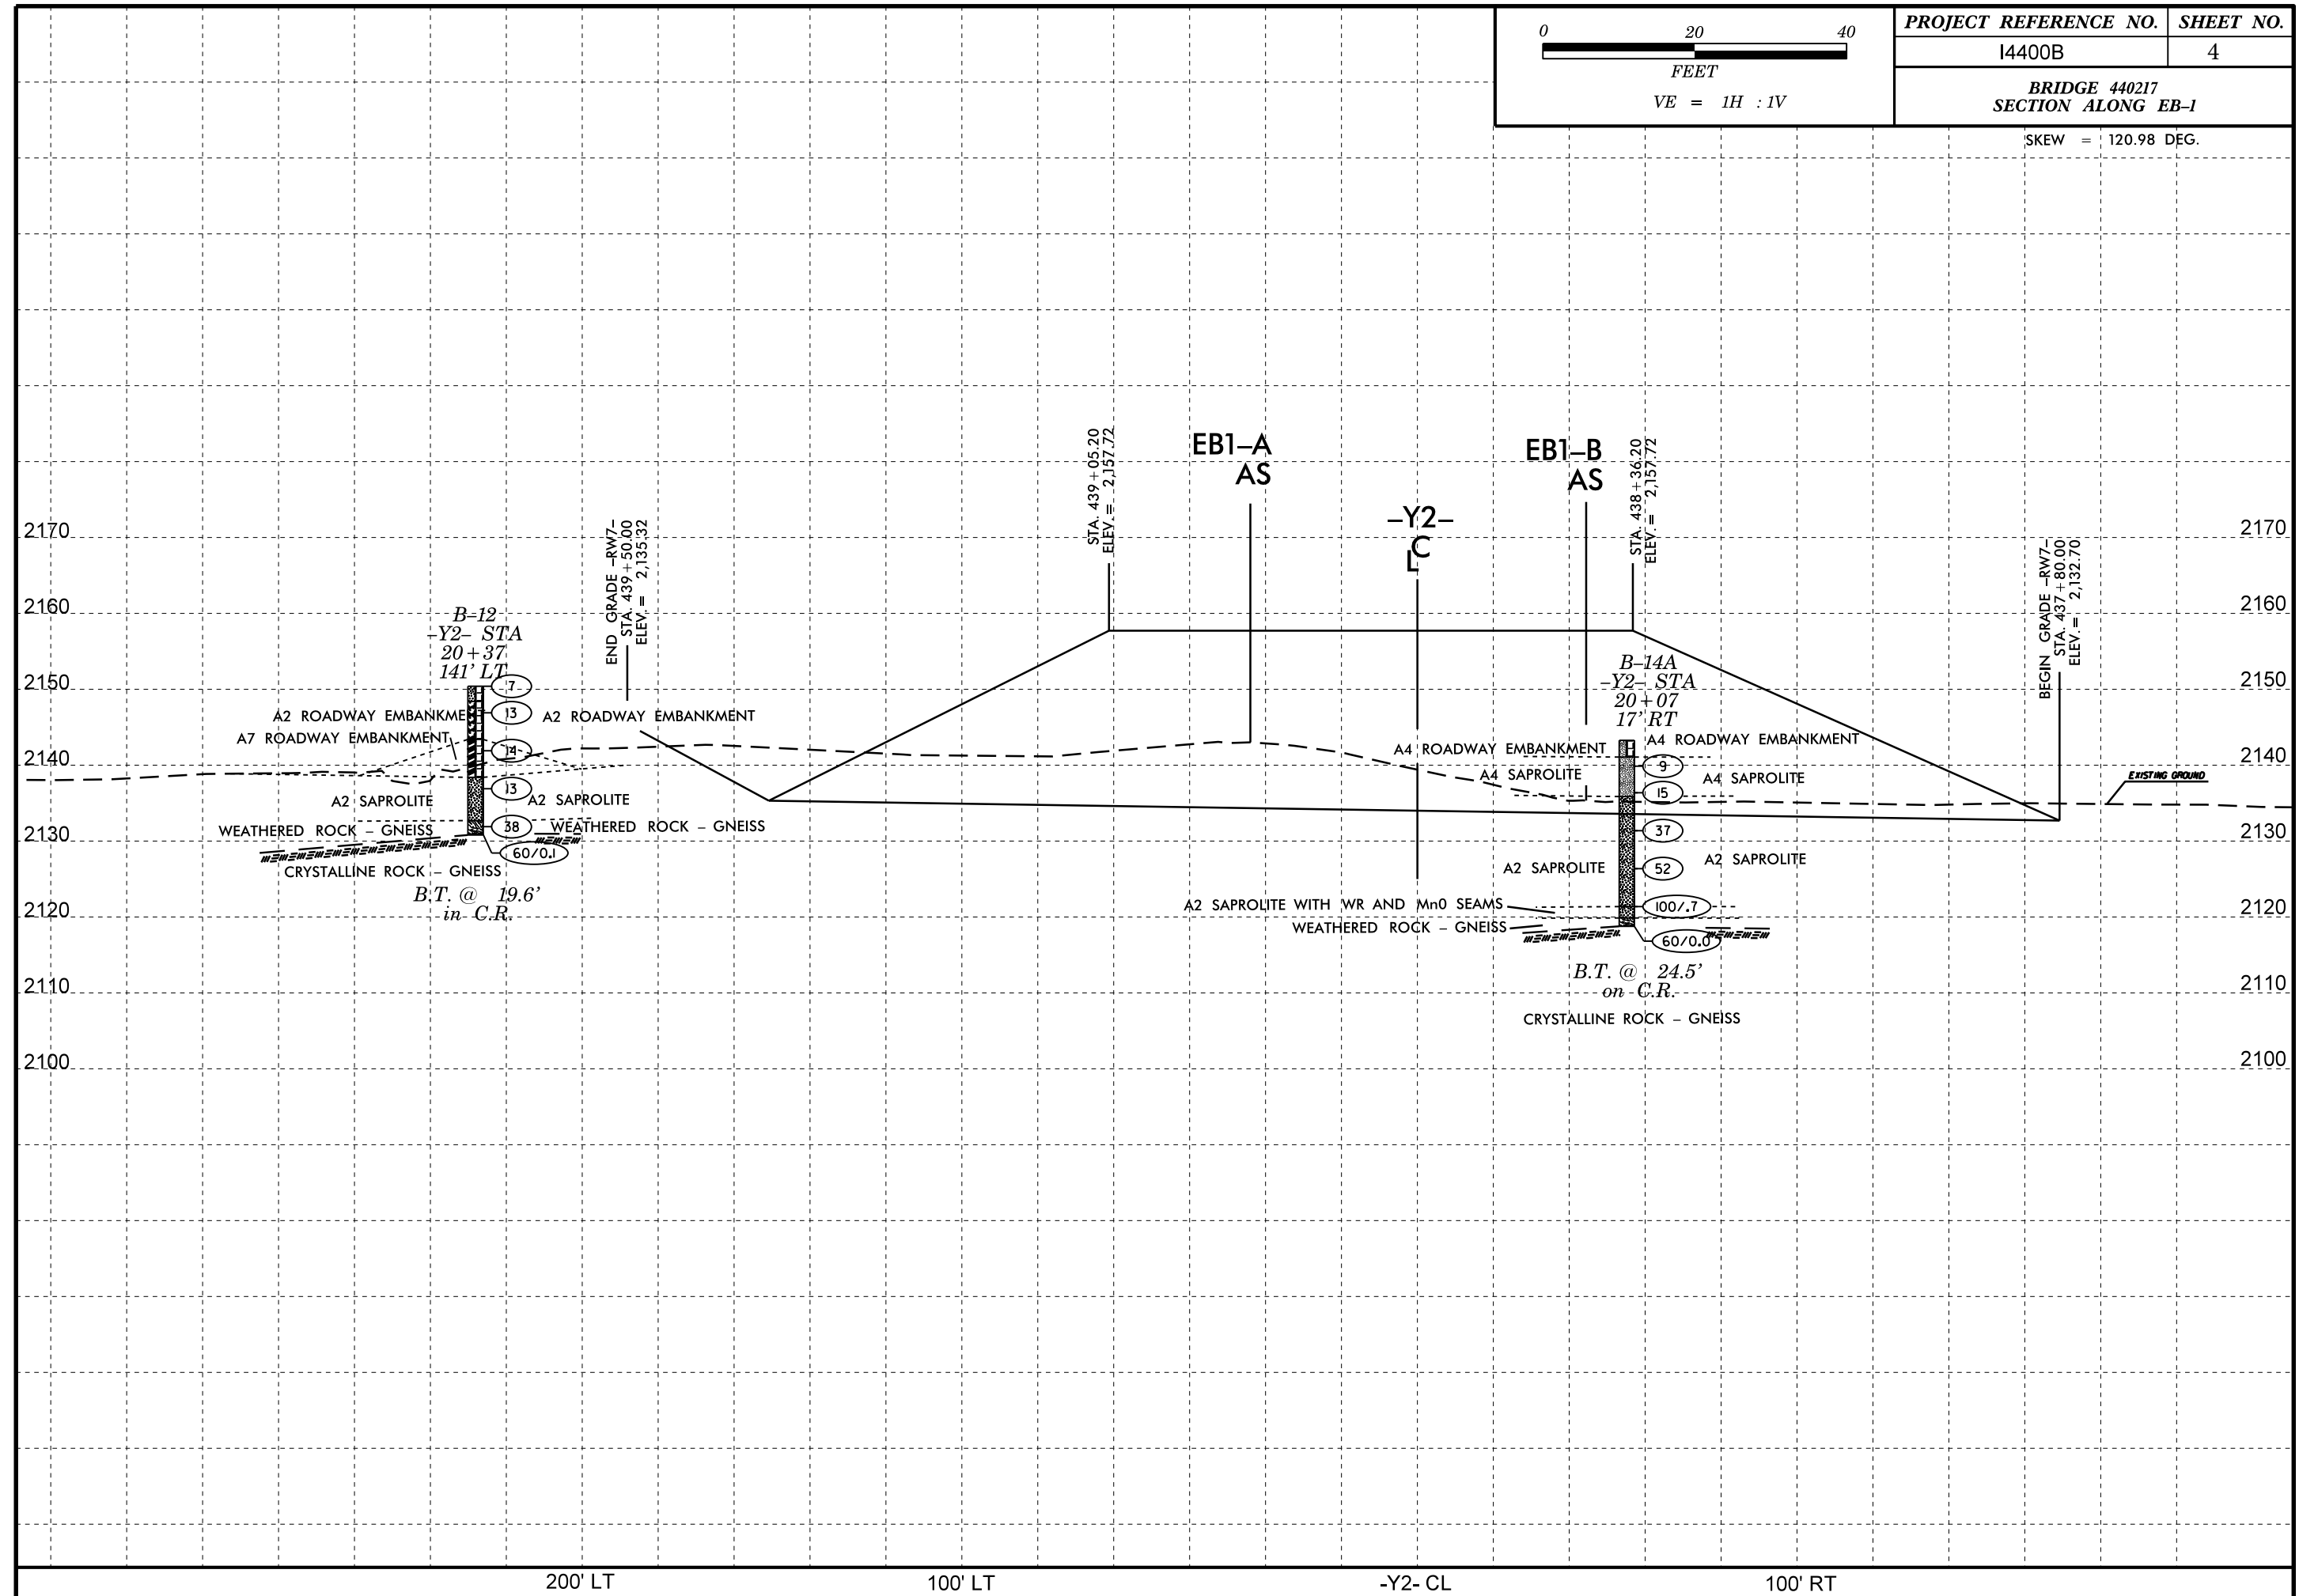 0 20 40
FEET
VE = 1H : 1V
PROJECT REFERENCE NO. SHEET NO.
I4400B 4
BRIDGE 440217
SECTION ALONG EB–1
SKEW = 120.98 DEG.
STA. 439+05.20
ELEV.= 2,157.72
EB1–A
AS
EB1–B
AS
STA. 438+36.20
ELEV.= 2,157.72
–Y2–
CL
END GRADE –RW7–
STA. 439+50.00
ELEV.= 2,135.32
BEGIN GRADE –RW7–
STA. 437+80.00
ELEV.= 2,132.70
2170 2170
2160 2160
2150 2150
2140 2140
2130 2130
2120 2120
2110 2110
2100 2100
B–12
–Y2– STA
20+37
141' LT
7
13
14
13
38
60/0.1
A2 ROADWAY EMBANKME A2 ROADWAY EMBANKMENT
A7 ROADWAY EMBANKMENT
A2 SAPROLITE A2 SAPROLITE
WEATHERED ROCK – GNEISS WEATHERED ROCK – GNEISS
CRYSTALLINE ROCK – GNEISS
B.T. @ 19.6'
in C.R.
B–14A
–Y2– STA
20+07
17' RT
A4 ROADWAY EMBANKMENT A4 ROADWAY EMBANKMENT
A4 SAPROLITE A4 SAPROLITE
9
15
37
52
100/.7
60/0.0
A2 SAPROLITE A2 SAPROLITE
A2 SAPROLITE WITH WR AND Mn0 SEAMS
WEATHERED ROCK – GNEISS
B.T. @ 24.5'
on C.R.
CRYSTALLINE ROCK – GNEISS
EXISTING GROUND
200' LT 100' LT -Y2- CL 100' RT